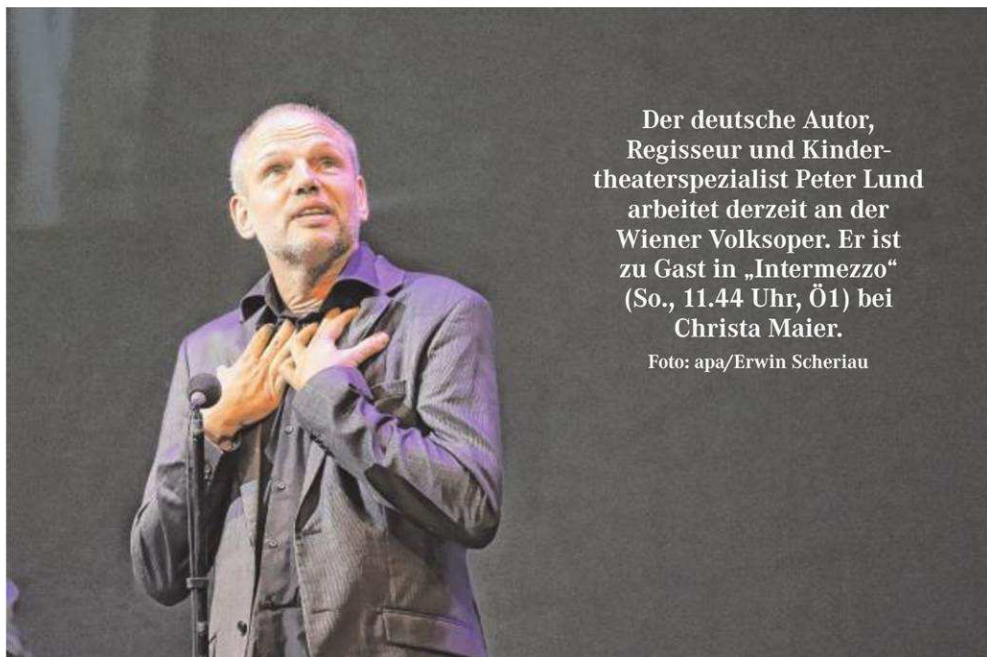 Der deutsche Autor,
Regisseur und Kinder-
theaterspezialist Peter Lund
arbeitet derzeit an der
Wiener Volksoper. Er ist
zu Gast in „Intermezzo“
(So., 11.44 Uhr, Ö1) bei
Christa Maier.
Foto: apa/Erwin Scheriau